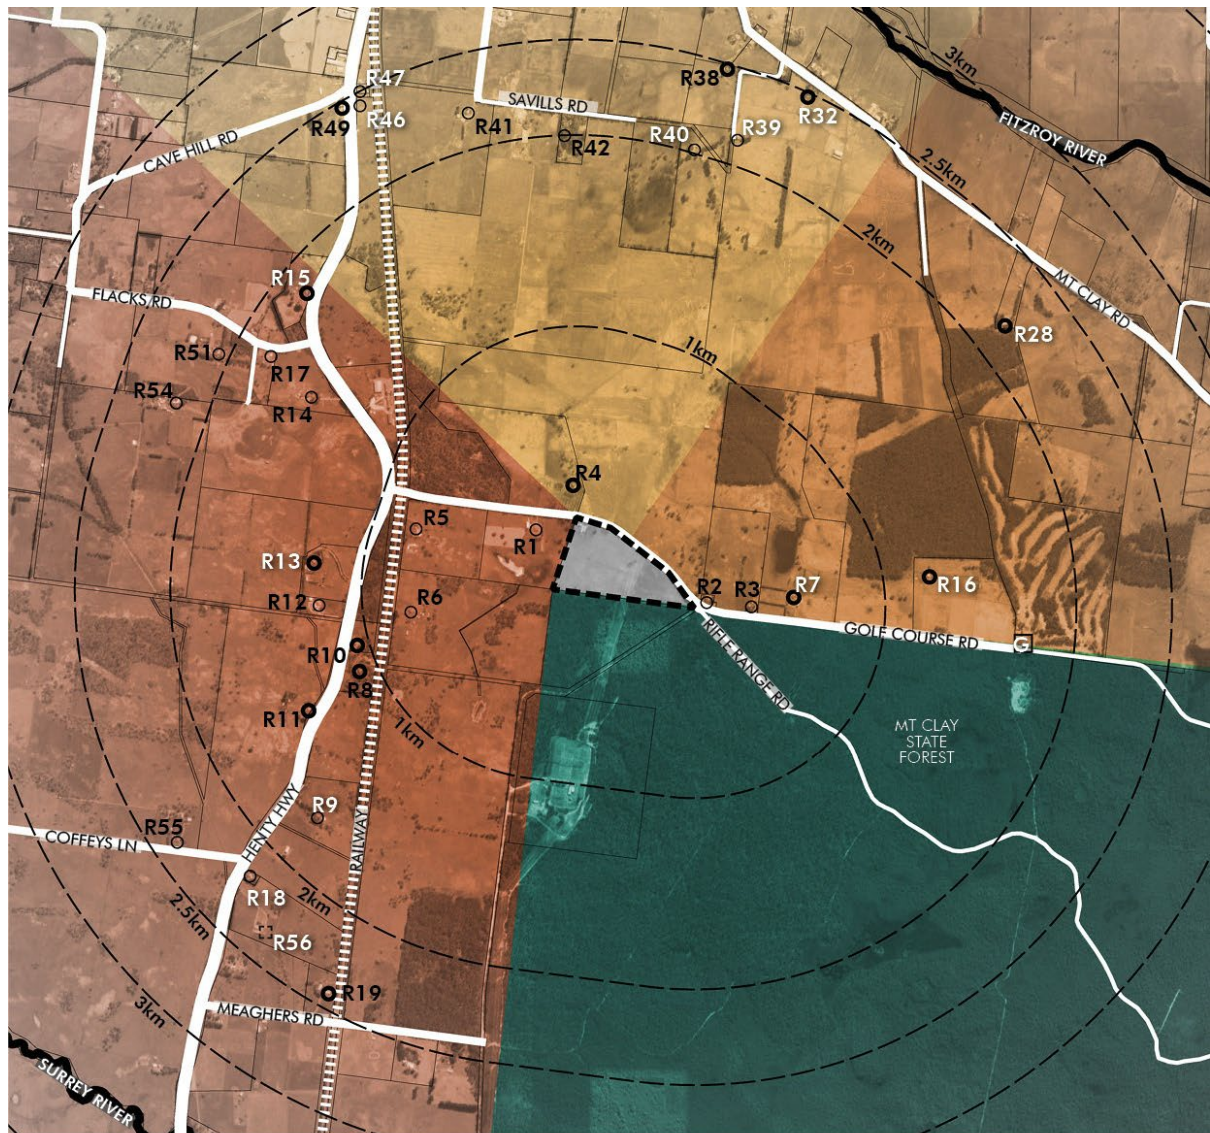 3km
R47
R38
SAVILLS RD
R32
R49
R46
R41
R39
FITZROY RIVER
CAVE HILL RD
R42
R40
2.5km
2km
R15
FLACKS RD
MT CLAY RD
R28
R51
1km
R17
R54
R14
R4
R5
R1
R13
R2
R3
R7
R16
R12
R6
GOLF COURSE RD
G
RIFLE RANGE RD
R10
R8
R11
1km
MT CLAY
STATE
FOREST
R9
HENTY HWY
RAILWAY
R55
COFFEYS LN
R18
2km
2.5km
R56
R19
3km
MEAGHERS RD
SURREY RIVER